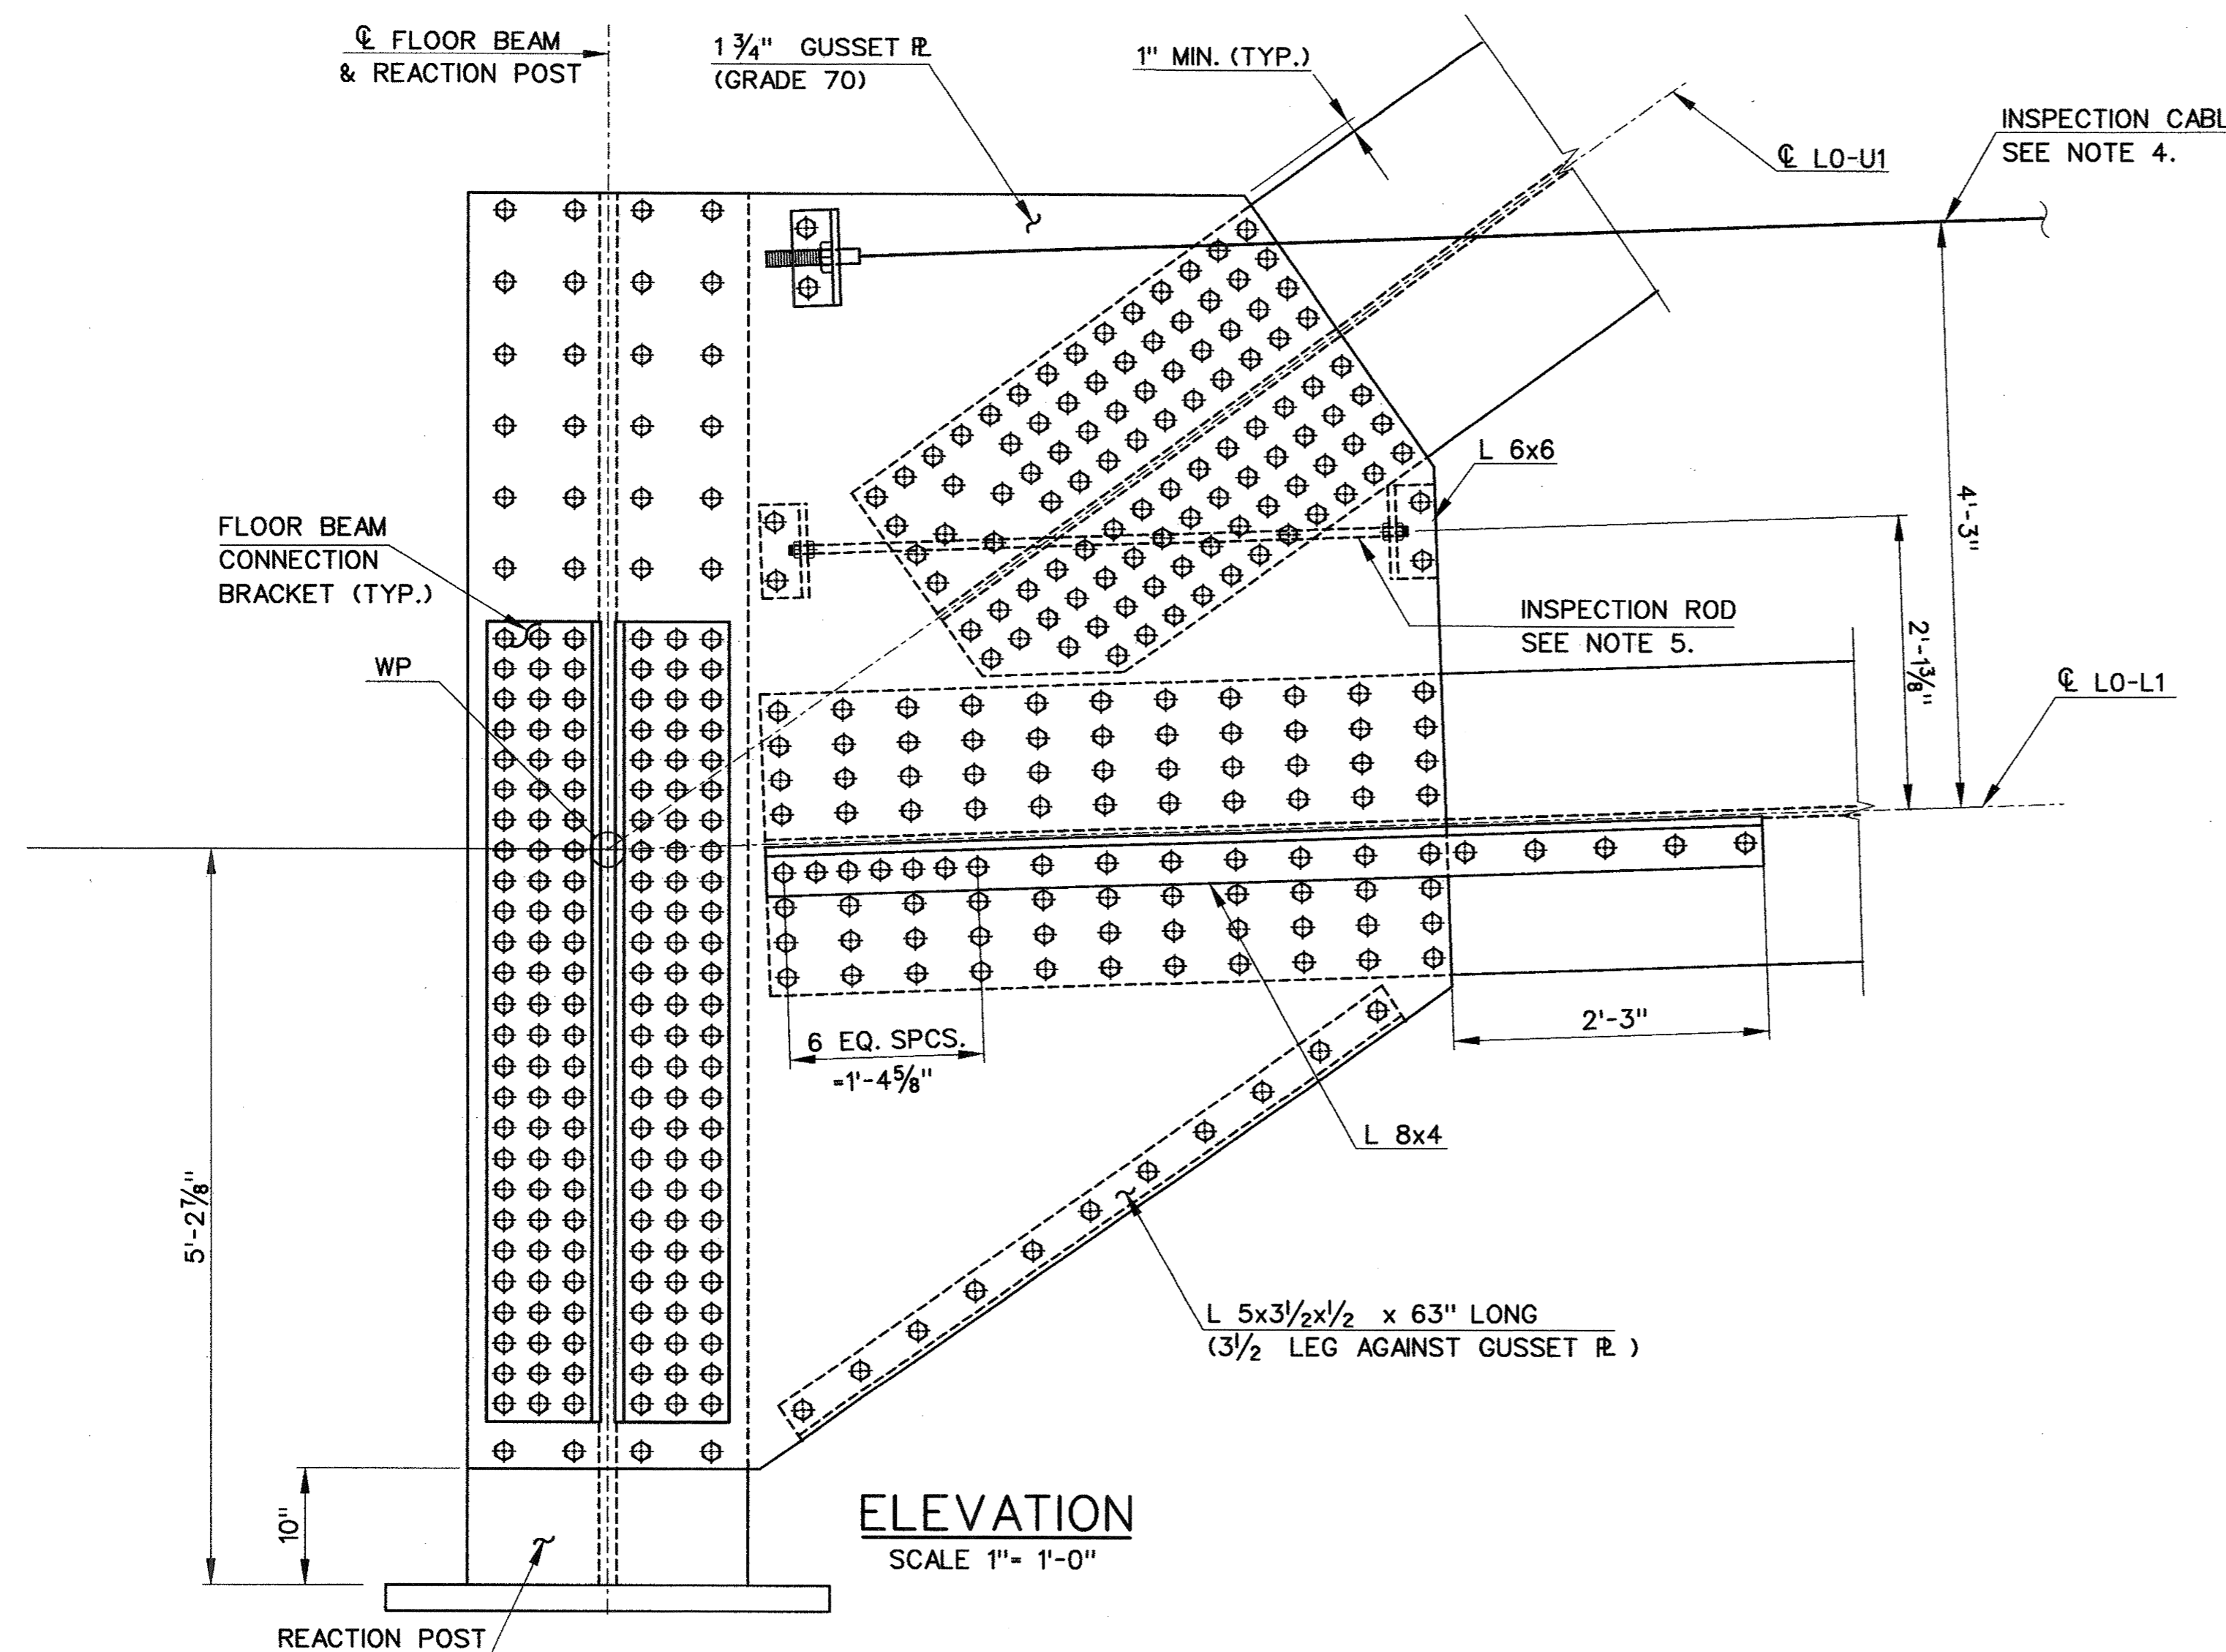 ℄ FLOOR BEAM
& REACTION POST
1 3/4" GUSSET ℙL
(GRADE 70)
1" MIN. (TYP.)
INSPECTION CABL
SEE NOTE 4.
℄ L0-U1
L 6x6
4'-3"
FLOOR BEAM
CONNECTION
BRACKET (TYP.)
INSPECTION ROD
SEE NOTE 5.
2'-1 3/8"
WP
℄ L0-L1
6 EQ. SPCS.
=1'-4 5/8"
2'-3"
L 8x4
5'-2 7/8"
L 5x3 1/2x1/2 x 63" LONG
(3 1/2 LEG AGAINST GUSSET ℙL )
10"
ELEVATION
SCALE 1"= 1'-0"
REACTION POST